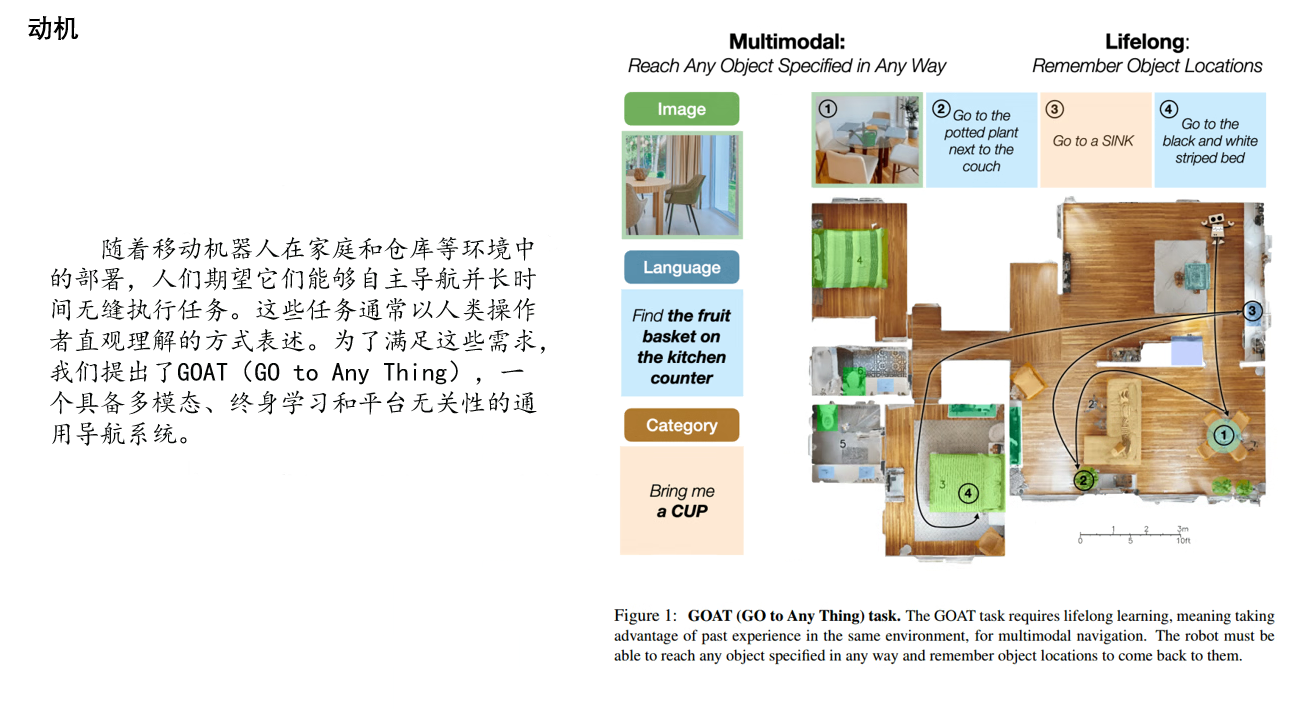 动机
随着移动机器人在家庭和仓库等环境中
的部署，人们期望它们能够自主导航并长时
间无缝执行任务。这些任务通常以人类操作
者直观理解的方式表述。为了满足这些需求，
我们提出了GOAT（GO to Any Thing），一
个具备多模态、终身学习和平台无关性的通
用导航系统。
Multimodal:
Reach Any Object Specified in Any Way
Image
Language
Find the fruit
basket on
the kitchen
counter
Category
Bring me
a CUP
Lifelong:
Remember Object Locations
1
2 Go to the
potted plant
next to the
couch
3
Go to a SINK
4
Go to the
black and white
striped bed
4
3
6
2
5
1
3
4
2
1 2 3m
0 5 10ft
Figure 1: GOAT (GO to Any Thing) task. The GOAT task requires lifelong learning, meaning taking
advantage of past experience in the same environment, for multimodal navigation. The robot must be
able to reach any object specified in any way and remember object locations to come back to them.